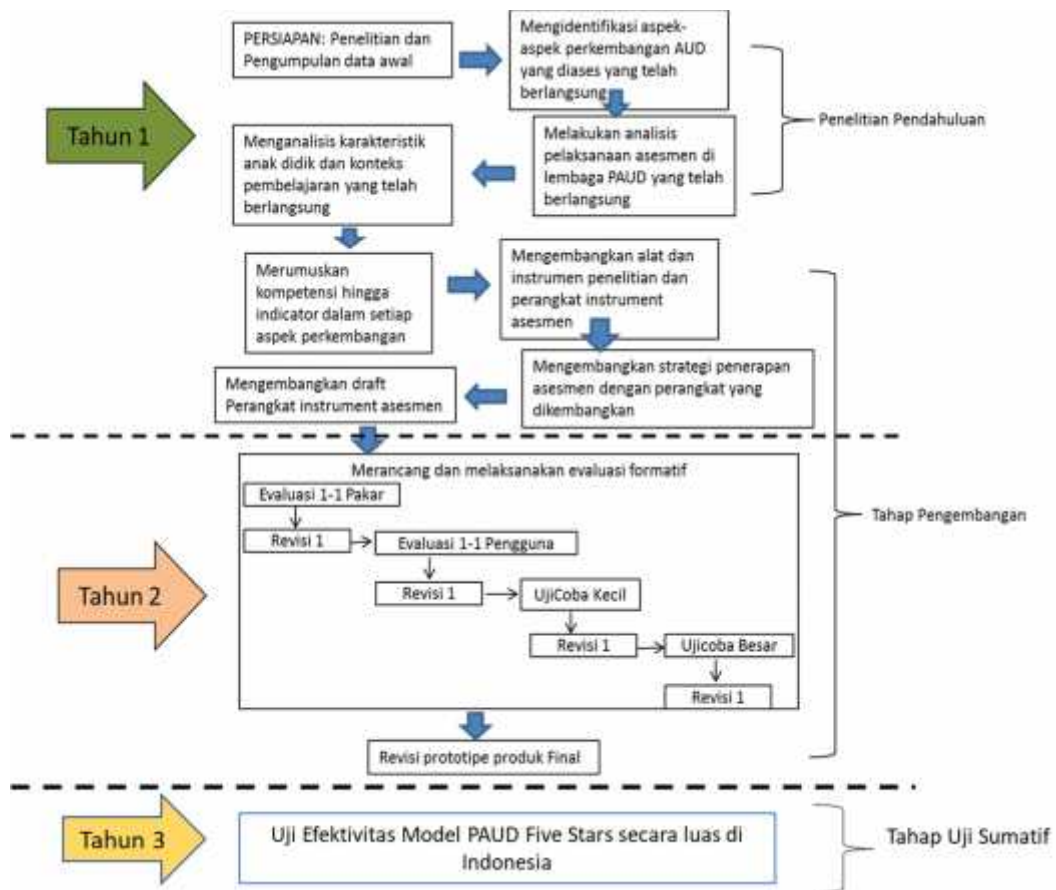 PERSIAPAN: Penelitian dan
Pengumpulan data awal
Mengidentifikasi aspek-
aspek perkembangan AUD
yang diases yang telah
berlangsung
Penelitian Pendahuluan
Tahun 1
Menganalisis karakteristik
anak didik dan konteks
pembelajaran yang telah
berlangsung
Melakukan analisis
pelaksanaan asesmen di
lembaga PAUD yang telah
berlangsung
Merumuskan
kompetensi hingga
indicator dalam setiap
aspek perkembangan
Mengembangkan alat dan
instrumen penelitian dan
perangkat instrument
asesmen
Mengembangkan draft
Perangkat instrument asesmen
Mengembangkan strategi penerapan
asesmen dengan perangkat yang
dikembangkan
Tahap Pengembangan
Tahun 2
Merancang dan melaksanakan evaluasi formatif
Evaluasi 1-1 Pakar
Revisi 1
Evaluasi 1-1 Pengguna
Revisi 1
UjiCoba Kecil
Revisi 1
Ujicoba Besar
Revisi 1
Revisi prototipe produk Final
Tahun 3
Uji Efektivitas Model PAUD Five Stars secara luas di
Indonesia
Tahap Uji Sumatif